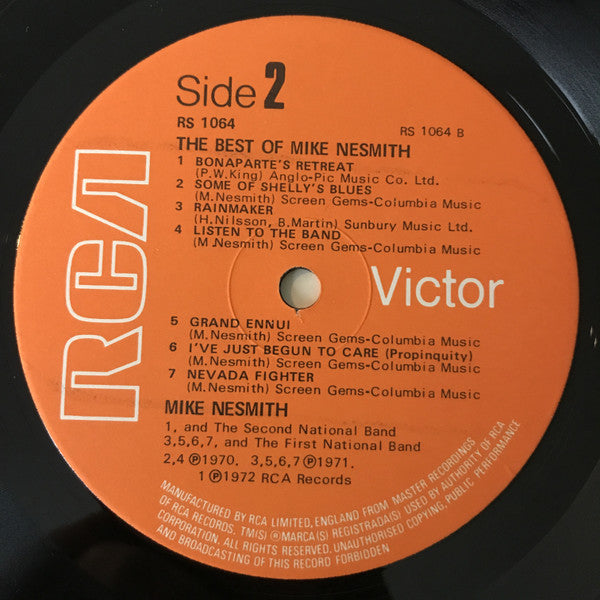 Side 2
RS 1064
RS 1064 B
THE BEST OF MIKE NESMITH
1 BONAPARTE'S RETREAT
(P.W.King) Anglo-Pic Music Co. Ltd.
2 SOME OF SHELLY'S BLUES
(M.Nesmith) Screen Gems-Columbia Music
3 RAINMAKER
(H.Nilsson, B.Martin) Sunbury Music Ltd.
4 LISTEN TO THE BAND
(M.Nesmith) Screen Gems-Columbia Music
RCA
Victor
5 GRAND ENNUI
(M.Nesmith) Screen Gems-Columbia Music
6 I'VE JUST BEGUN TO CARE (Propinquity)
(M.Nesmith) Screen Gems-Columbia Music
7 NEVADA FIGHTER
(M.Nesmith) Screen Gems-Columbia Music
MIKE NESMITH
1, and The Second National Band
3,5,6,7, and The First National Band
2,4 ℗1970. 3,5,6,7 ℗1971.
1 ℗1972 RCA Records
MANUFACTURED BY RCA LIMITED, ENGLAND FROM MASTER RECORDINGS
OF RCA RECORDS, TM(S) ®MARCA(S) REGISTRADA(S) USED BY AUTHORITY OF RCA
CORPORATION. ALL RIGHTS RESERVED. UNAUTHORISED COPYING, PUBLIC PERFORMANCE
AND BROADCASTING OF THIS RECORD FORBIDDEN